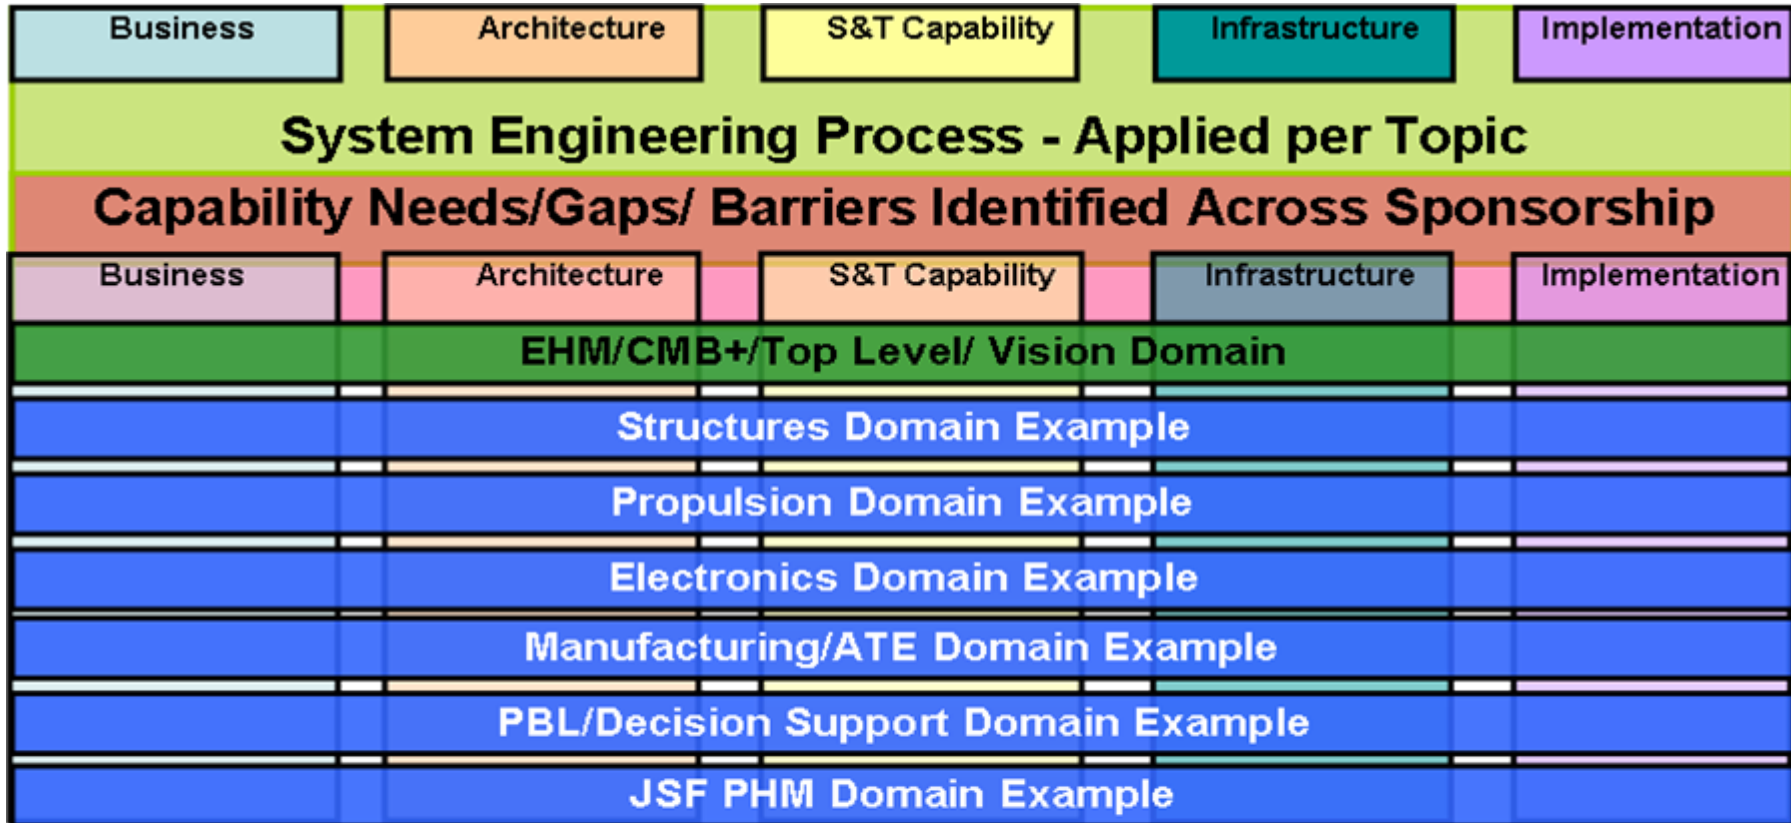 Business Architecture S&T Capability Infrastructure Implementation
System Engineering Process - Applied per Topic
Capability Needs/Gaps/ Barriers Identified Across Sponsorship
Business Architecture S&T Capability Infrastructure Implementation
EHM/CMB+/Top Level/ Vision Domain
Structures Domain Example
Propulsion Domain Example
Electronics Domain Example
Manufacturing/ATE Domain Example
PBL/Decision Support Domain Example
JSF PHM Domain Example